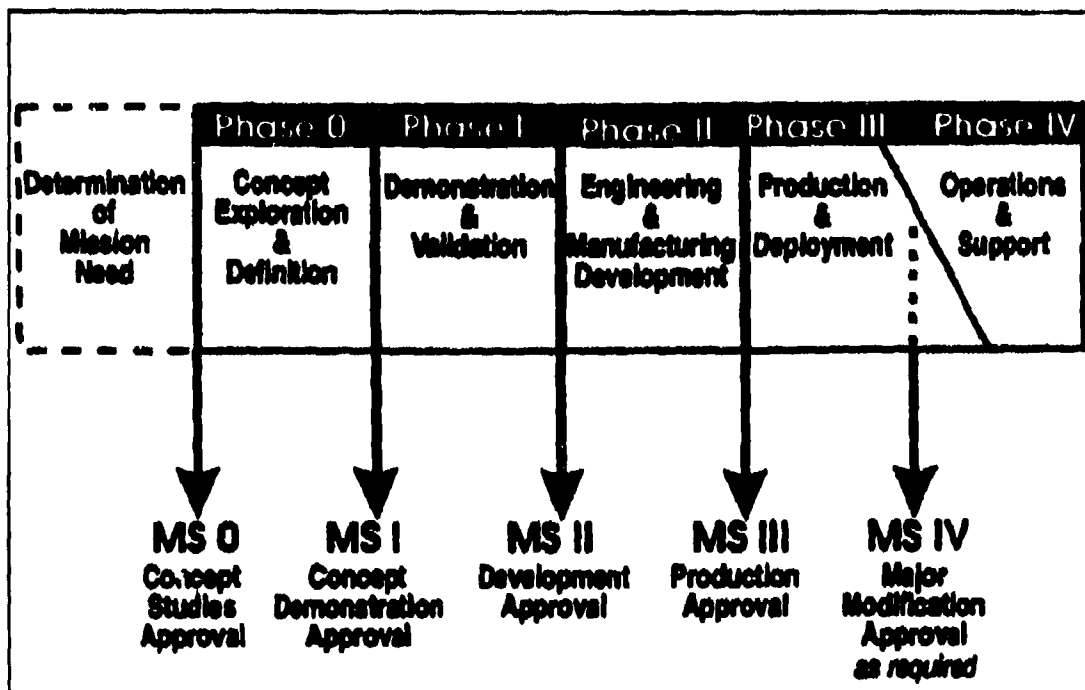 Phase 0
Phase I
Phase II
Phase III
Phase IV
Determination
of
Mission
Need
Concept
Exploration
&
Definition
Demonstration
&
Validation
Engineering
&
Manufacturing
Development
Production
&
Deployment
Operations
&
Support
MS 0
Concept
Studies
Approval
MS I
Concept
Demonstration
Approval
MS II
Development
Approval
MS III
Production
Approval
MS IV
Major
Modification
Approval
as required